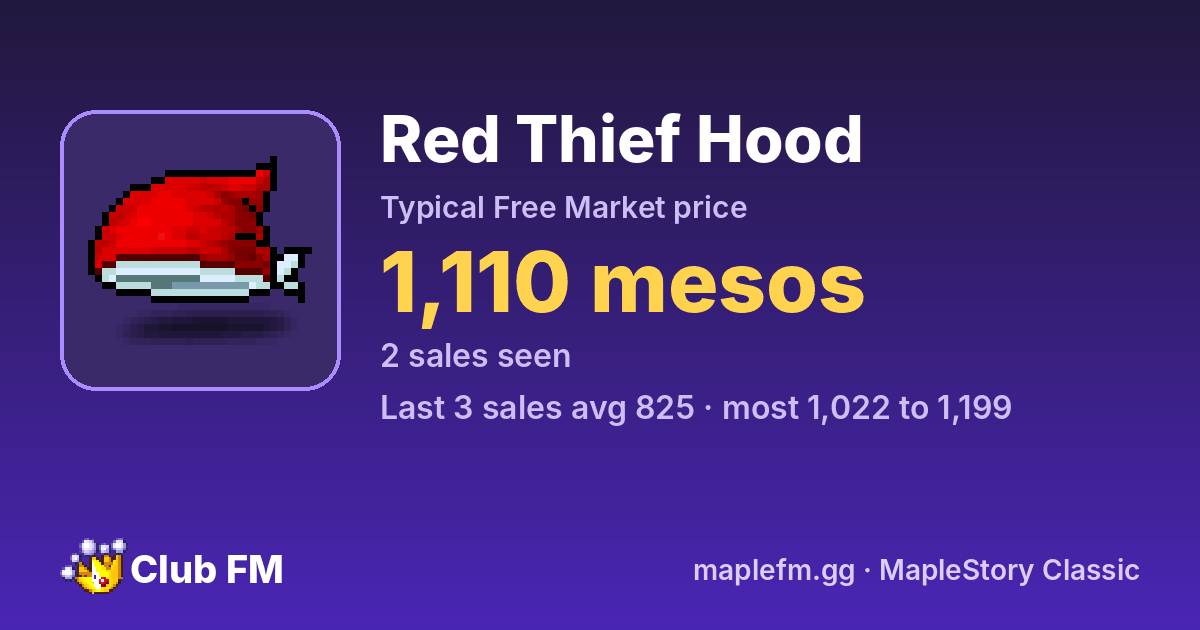 Red Thief Hood
Typical Free Market price
1,110 mesos
2 sales seen
Last 3 sales avg 825 · most 1,022 to 1,199
Club FM
maplefm.gg · MapleStory Classic